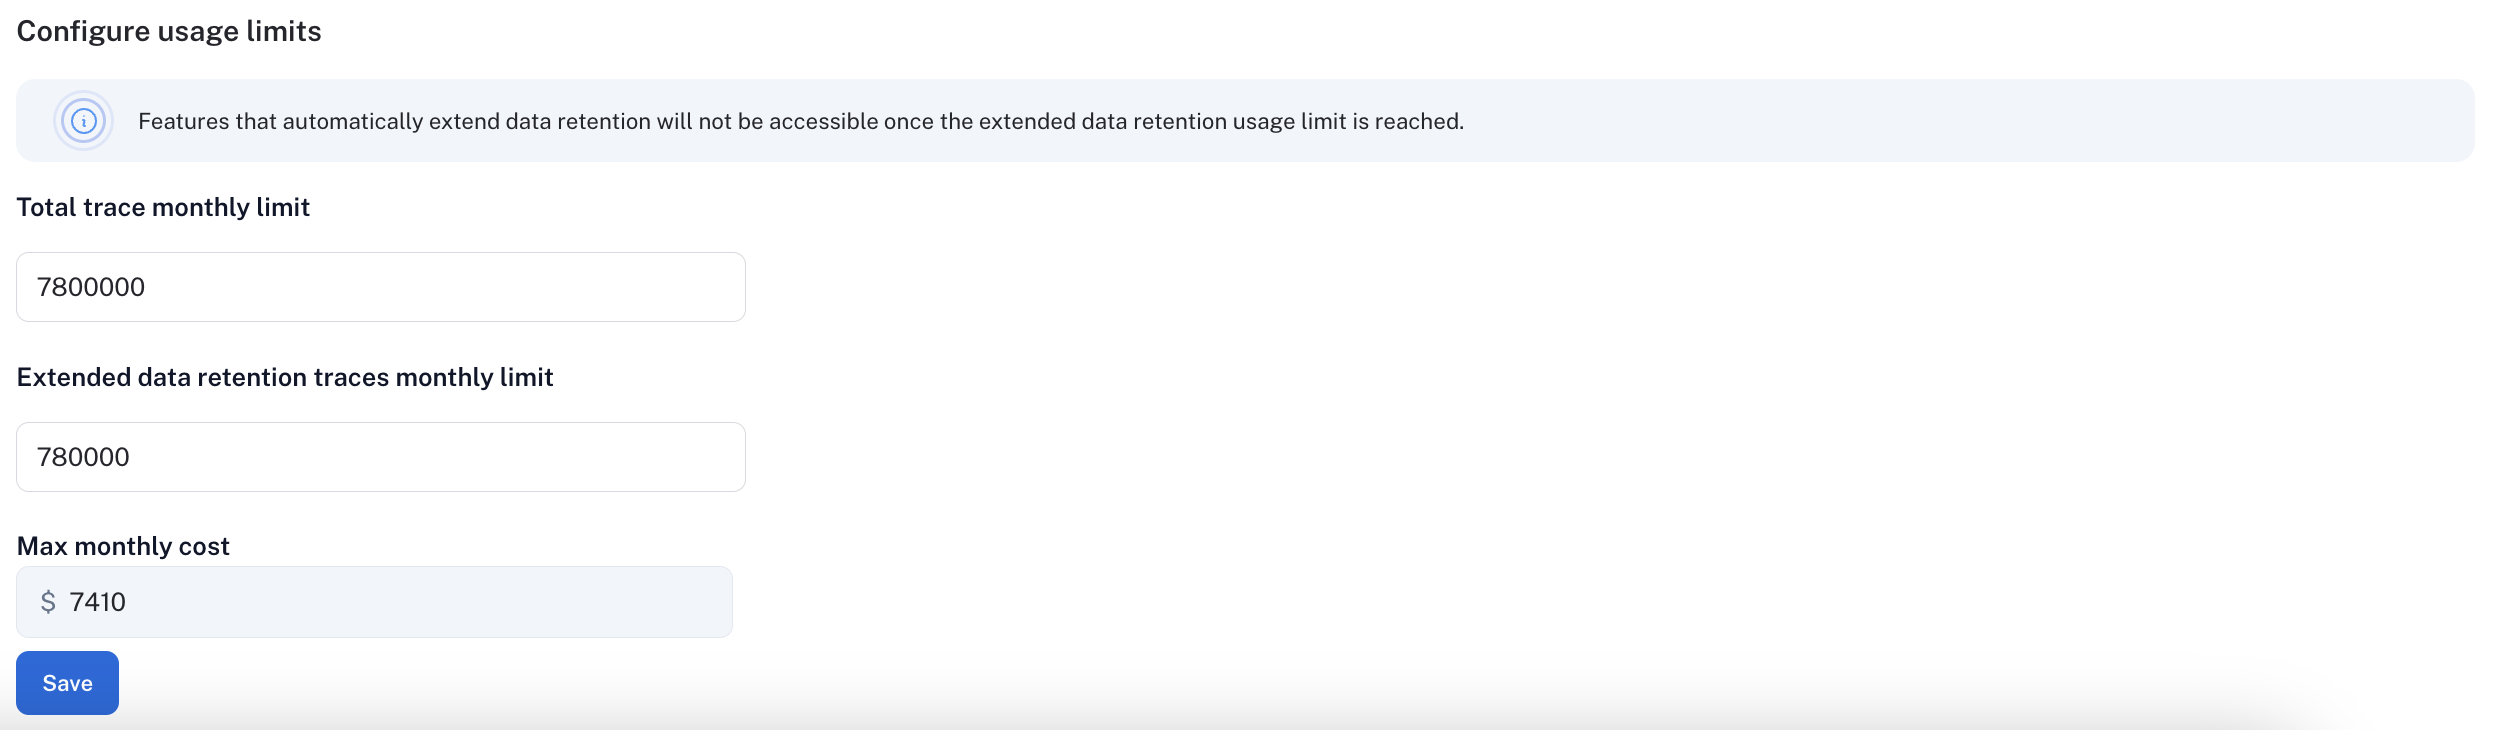 Configure usage limits
Features that automatically extend data retention will not be accessible once the extended data retention usage limit is reached.
Total trace monthly limit
7800000
Extended data retention traces monthly limit
780000
Max monthly cost
$ 7410
Save